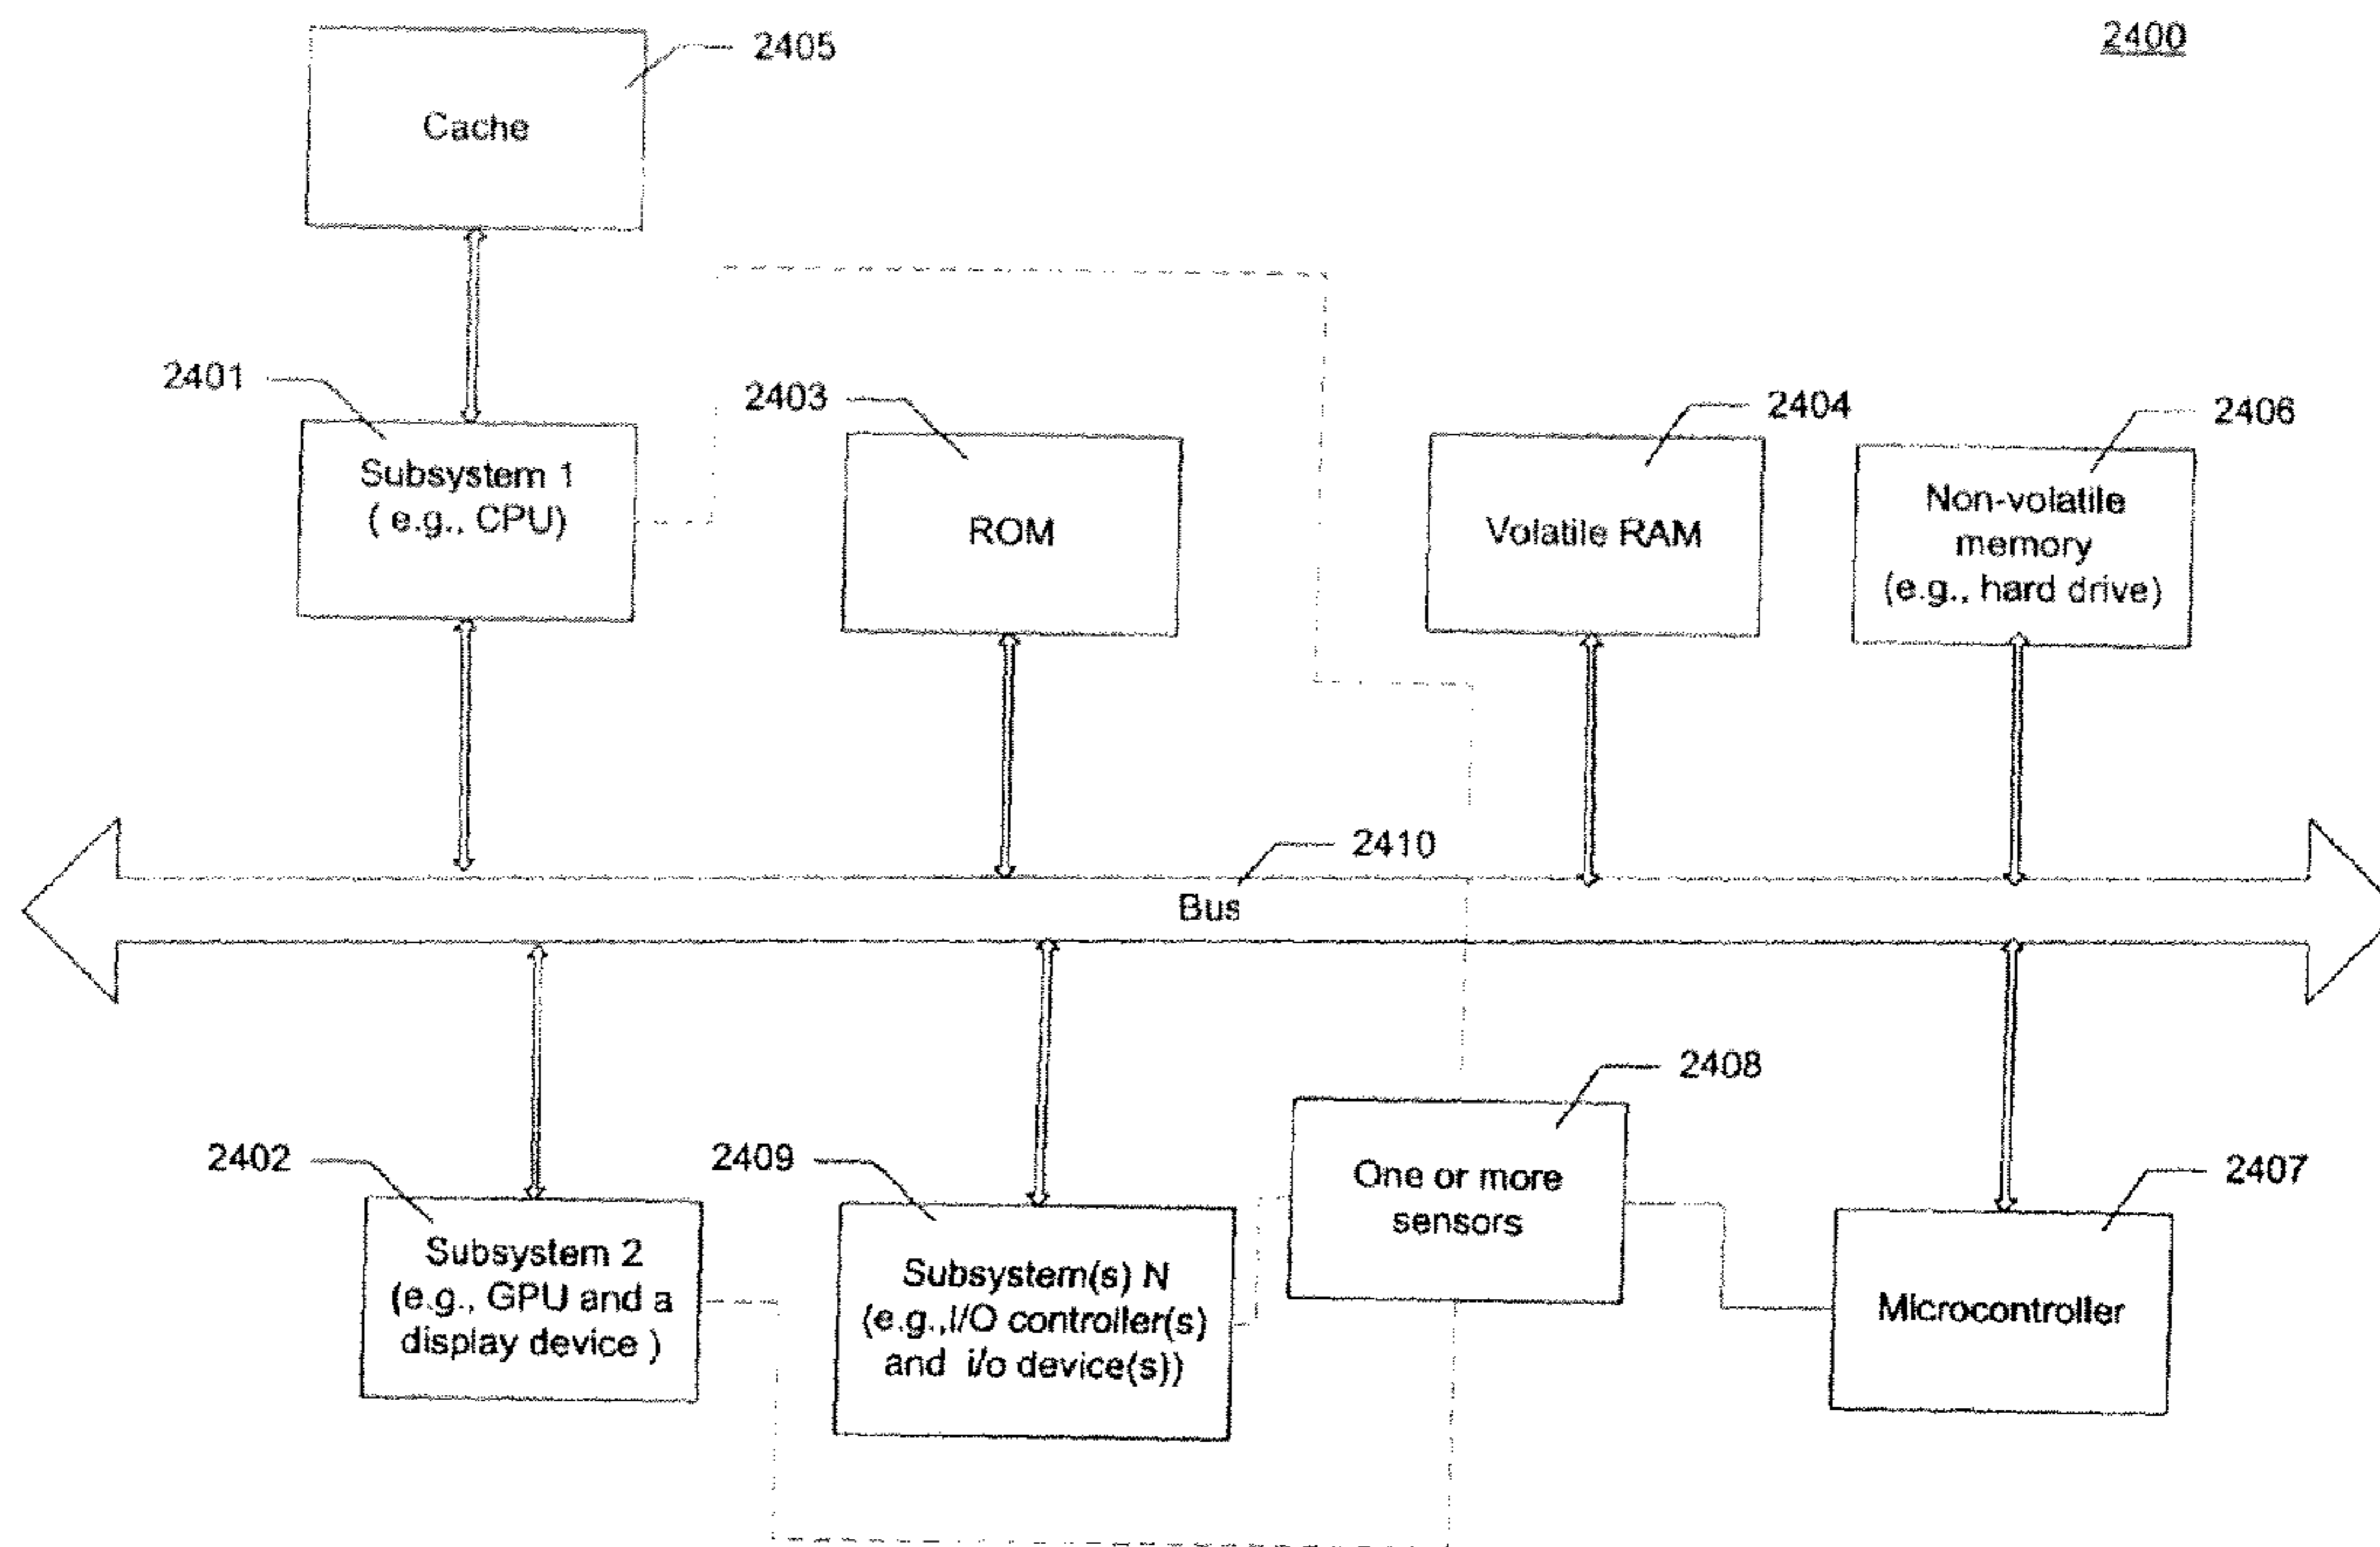 2400
2405
Cache
2401
2403
2404
2406
Subsystem 1
( e.g., CPU)
ROM
Volatile RAM
Non-volatile
memory
(e.g., hard drive)
2410
Bus
2408
2402
2409
2407
One or more
sensors
Subsystem 2
(e.g., GPU and a
display device )
Subsystem(s) N
(e.g.,I/O controller(s)
and i/o device(s))
Microcontroller